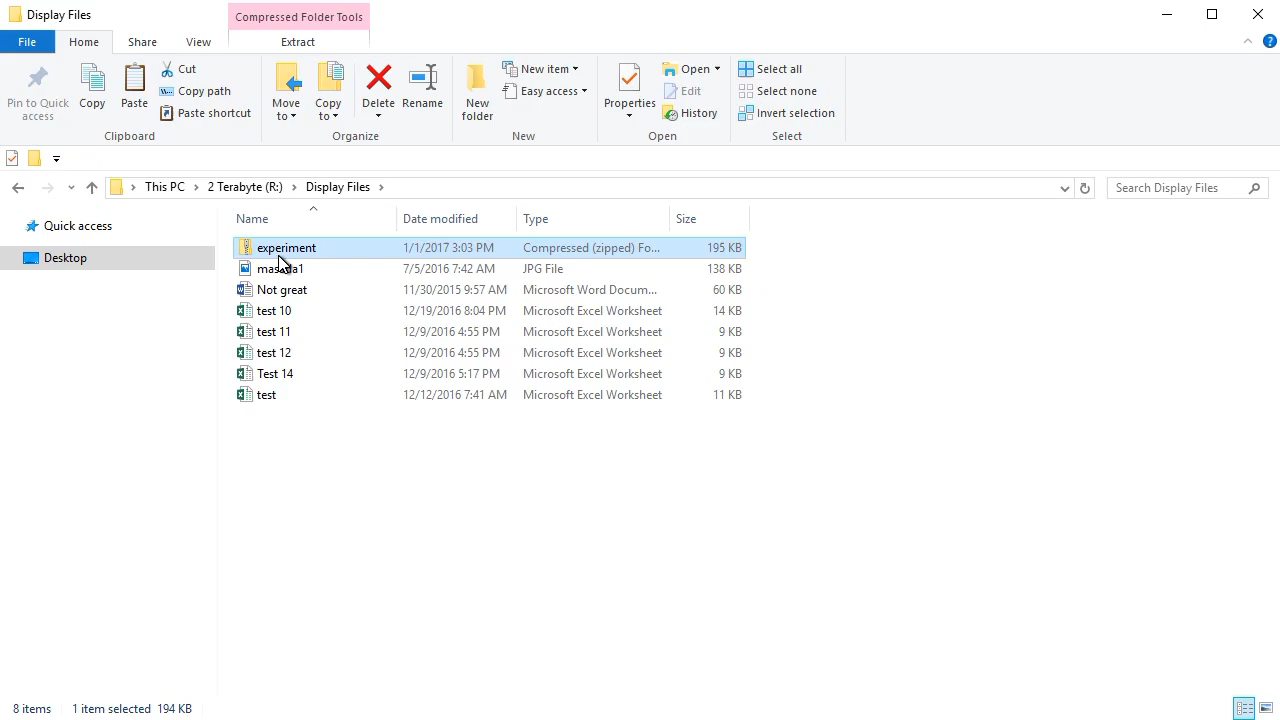 Display Files
Compressed Folder Tools
File Home Share View Extract
Pin to Quick access
Copy
Paste
Cut
Copy path
Paste shortcut
Clipboard
Move to
Copy to
Delete
Rename
Organize
New folder
New item
Easy access
New
Properties
Open
Edit
History
Open
Select all
Select none
Invert selection
Select
This PC 2 Terabyte (R:) Display Files
Search Display Files
Quick access
Desktop
Name Date modified Type Size
experiment 1/1/2017 3:03 PM Compressed (zipped) Fo... 195 KB
7/5/2016 7:42 AM JPG File 138 KB
Not great 11/30/2015 9:57 AM Microsoft Word Docum... 60 KB
test 10 12/19/2016 8:04 PM Microsoft Excel Worksheet 14 KB
test 11 12/9/2016 4:55 PM Microsoft Excel Worksheet 9 KB
test 12 12/9/2016 4:55 PM Microsoft Excel Worksheet 9 KB
Test 14 12/9/2016 5:17 PM Microsoft Excel Worksheet 9 KB
test 12/12/2016 7:41 AM Microsoft Excel Worksheet 11 KB
8 items 1 item selected 194 KB